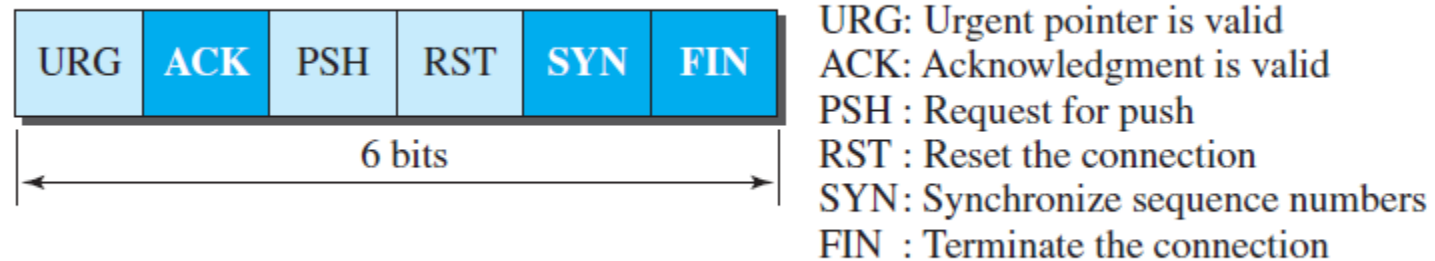 URG ACK PSH RST SYN FIN
6 bits
URG: Urgent pointer is valid
ACK: Acknowledgment is valid
PSH : Request for push
RST : Reset the connection
SYN: Synchronize sequence numbers
FIN : Terminate the connection